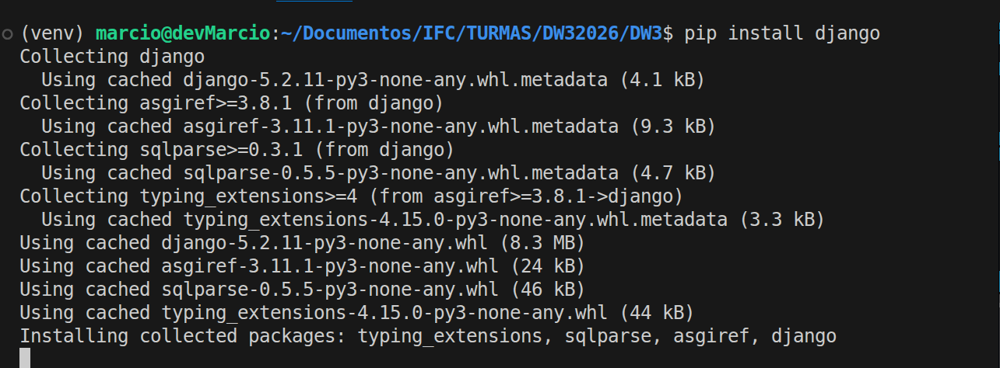 (venv) marcio@devMarcio:~/Documentos/IFC/TURMAS/DW32026/DW3$ pip install django
Collecting django
  Using cached django-5.2.11-py3-none-any.whl.metadata (4.1 kB)
Collecting asgiref>=3.8.1 (from django)
  Using cached asgiref-3.11.1-py3-none-any.whl.metadata (9.3 kB)
Collecting sqlparse>=0.3.1 (from django)
  Using cached sqlparse-0.5.5-py3-none-any.whl.metadata (4.7 kB)
Collecting typing_extensions>=4 (from asgiref>=3.8.1->django)
  Using cached typing_extensions-4.15.0-py3-none-any.whl.metadata (3.3 kB)
Using cached django-5.2.11-py3-none-any.whl (8.3 MB)
Using cached asgiref-3.11.1-py3-none-any.whl (24 kB)
Using cached sqlparse-0.5.5-py3-none-any.whl (46 kB)
Using cached typing_extensions-4.15.0-py3-none-any.whl (44 kB)
Installing collected packages: typing_extensions, sqlparse, asgiref, django